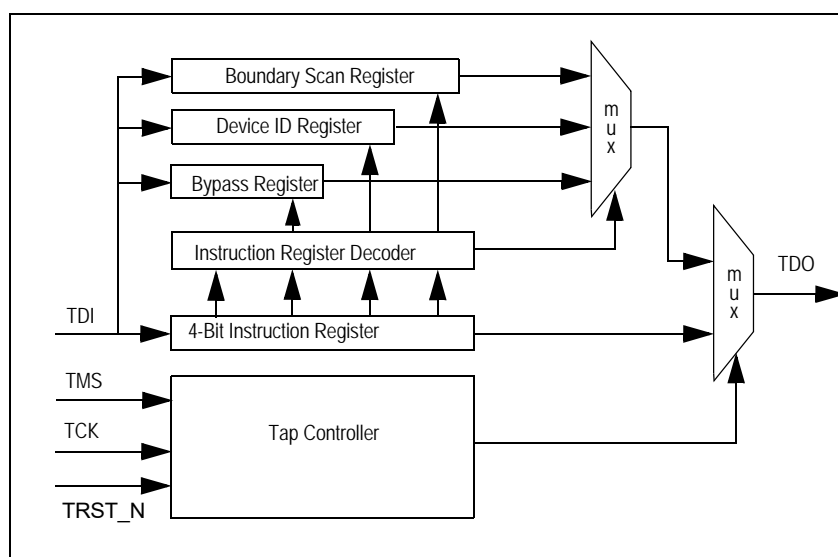 Boundary Scan Register
m
u
x
Device ID Register
Bypass Register
Instruction Register Decoder
m
u
x
TDO
TDI
4-Bit Instruction Register
TMS
Tap Controller
TCK
TRST_N